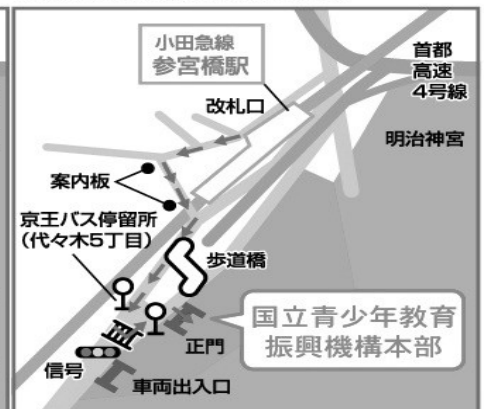 小田急線
参宮橋駅
首都
高速
4号線
改札口
明治神宮
案内板
京王バス停留所
(代々木5丁目)
歩道橋
国立青少年教育
振興機構本部
正門
信号
車両出入口